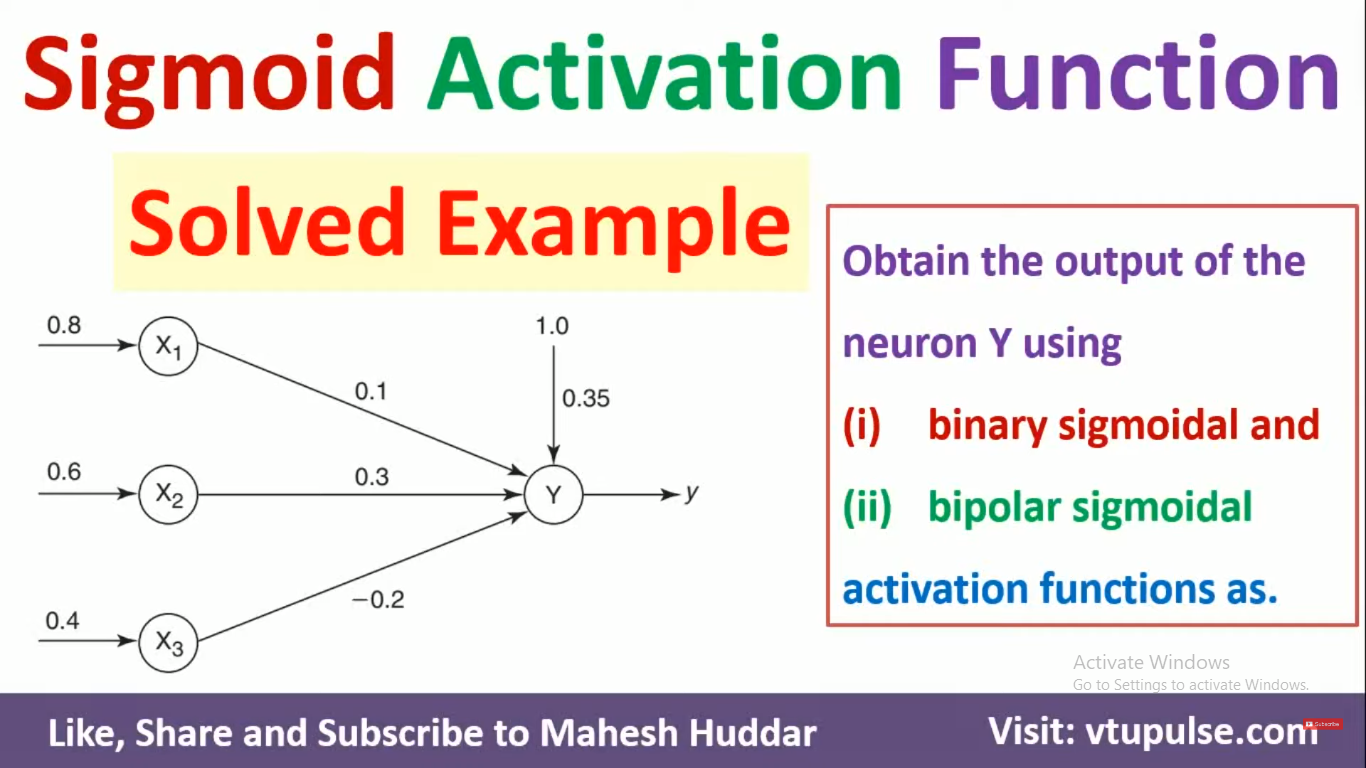 Sigmoid Activation Function
Solved Example
Obtain the output of the
neuron Y using
(i) binary sigmoidal and
(ii) bipolar sigmoidal
activation functions as.
0.8
X1
0.1
1.0
0.35
0.6
X2
0.3
Y
y
0.4
X3
−0.2
Activate Windows
Go to Settings to activate Windows.
Like, Share and Subscribe to Mahesh Huddar
Visit: vtupulse.com
Subscribe